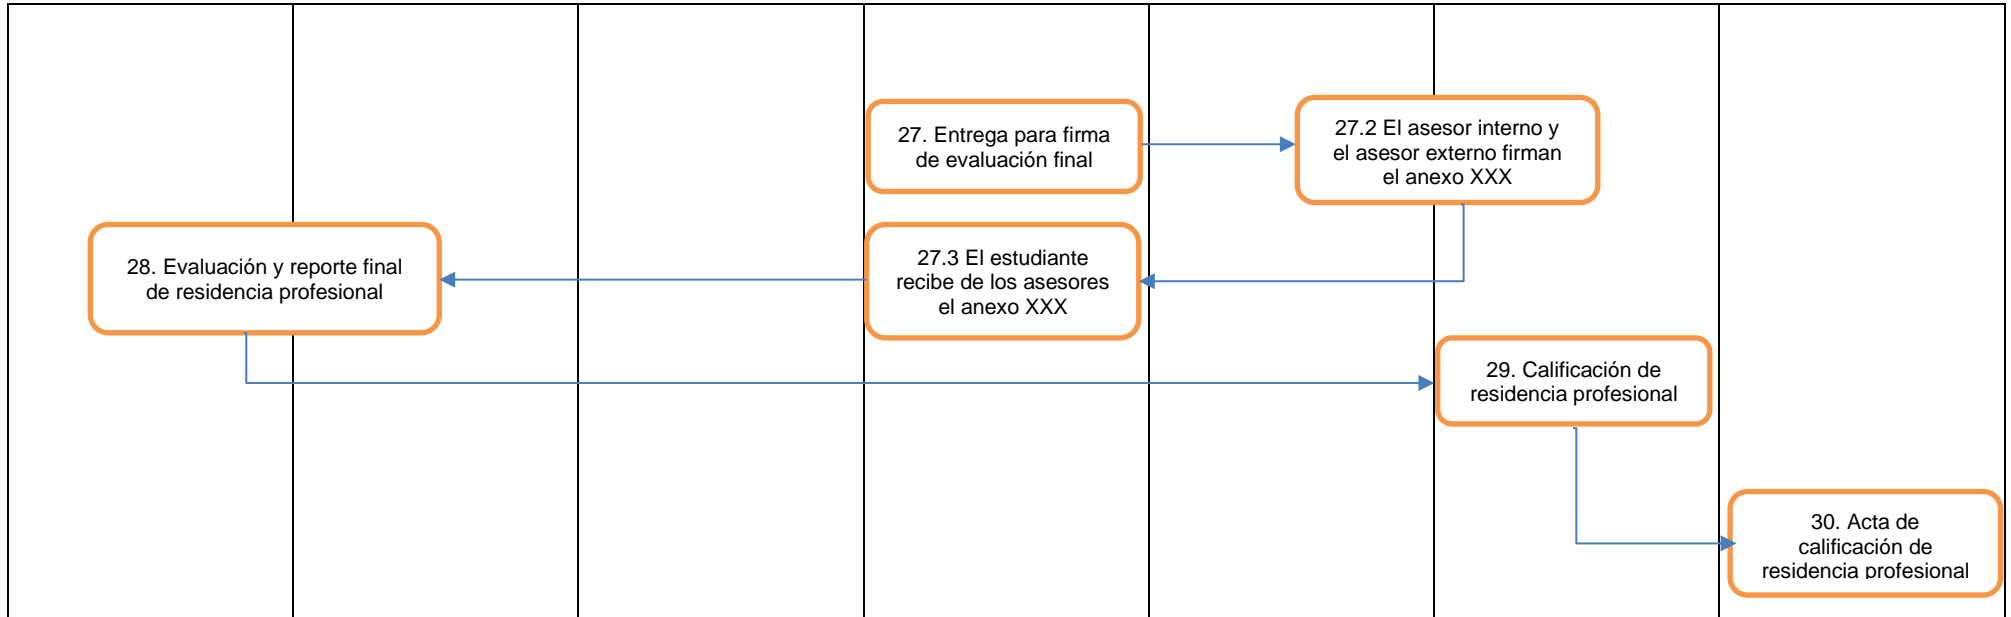 27. Entrega para firma
de evaluación final
27.2 El asesor interno y
el asesor externo firman
el anexo XXX
28. Evaluación y reporte final
de residencia profesional
27.3 El estudiante
recibe de los asesores
el anexo XXX
29. Calificación de
residencia profesional
30. Acta de
calificación de
residencia profesional